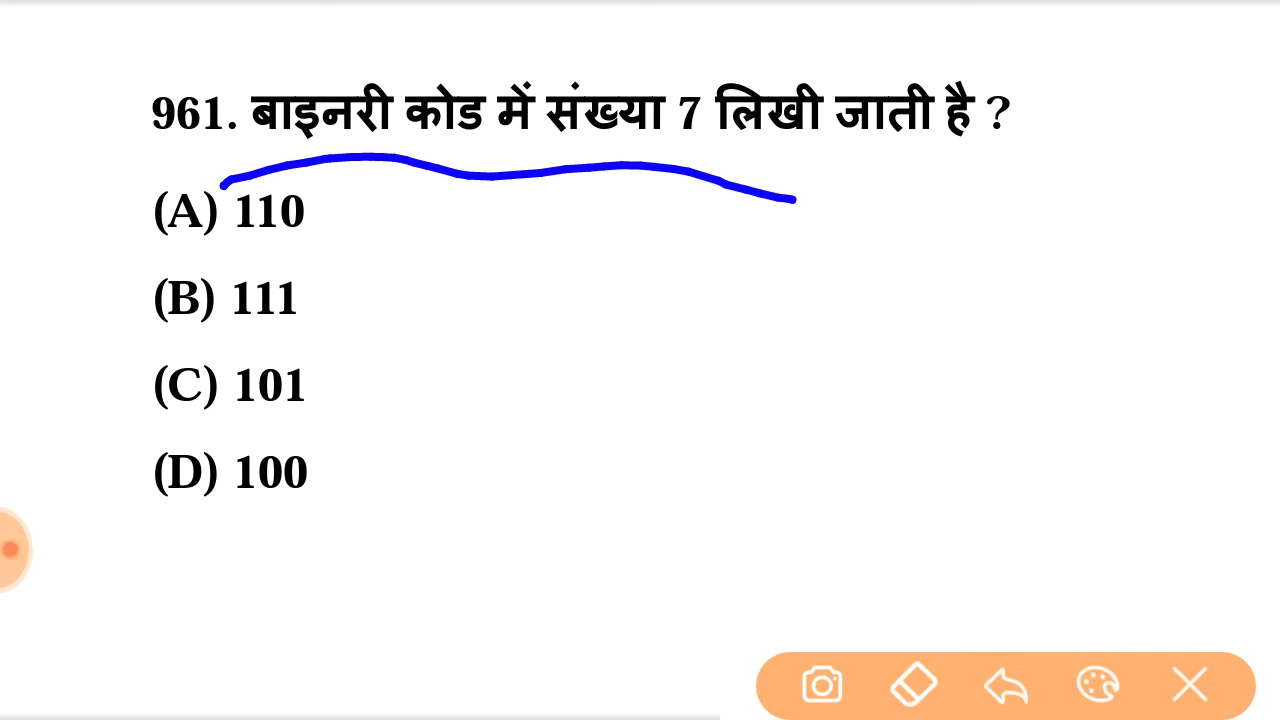 961. बाइनरी कोड में संख्या 7 लिखी जाती है ?
(A) 110
(B) 111
(C) 101
(D) 100